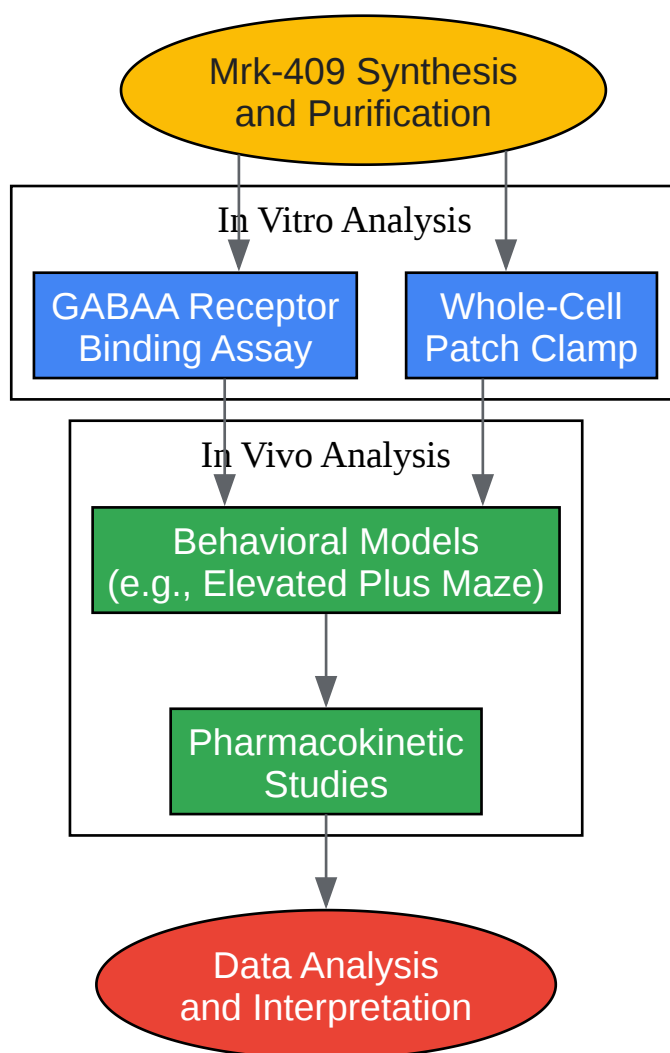 Mrk-409 Synthesis
and Purification
In Vitro Analysis
GABAA Receptor
Binding Assay
Whole-Cell
Patch Clamp
In Vivo Analysis
Behavioral Models
(e.g., Elevated Plus Maze)
Pharmacokinetic
Studies
Data Analysis
and Interpretation